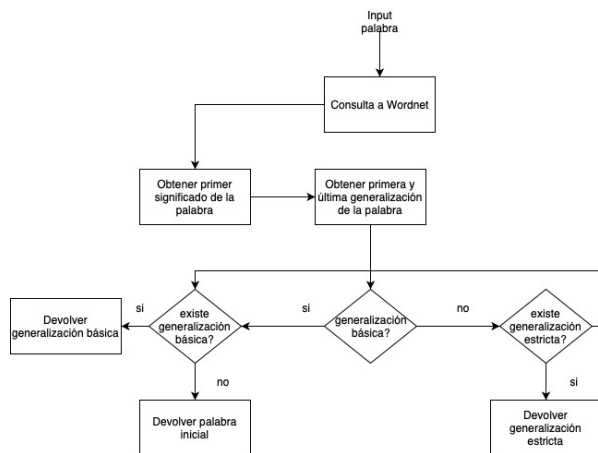 Input
palabra
Consulta a Wordnet
Obtener primer
significado de la
palabra
Obtener primera y
última generalización
de la palabra
Devolver
generalización básica
si
existe
generalización
básica?
si
generalización
básica?
no
existe
generalización
estricta?
no
si
Devolver palabra
inicial
Devolver
generalización
estricta